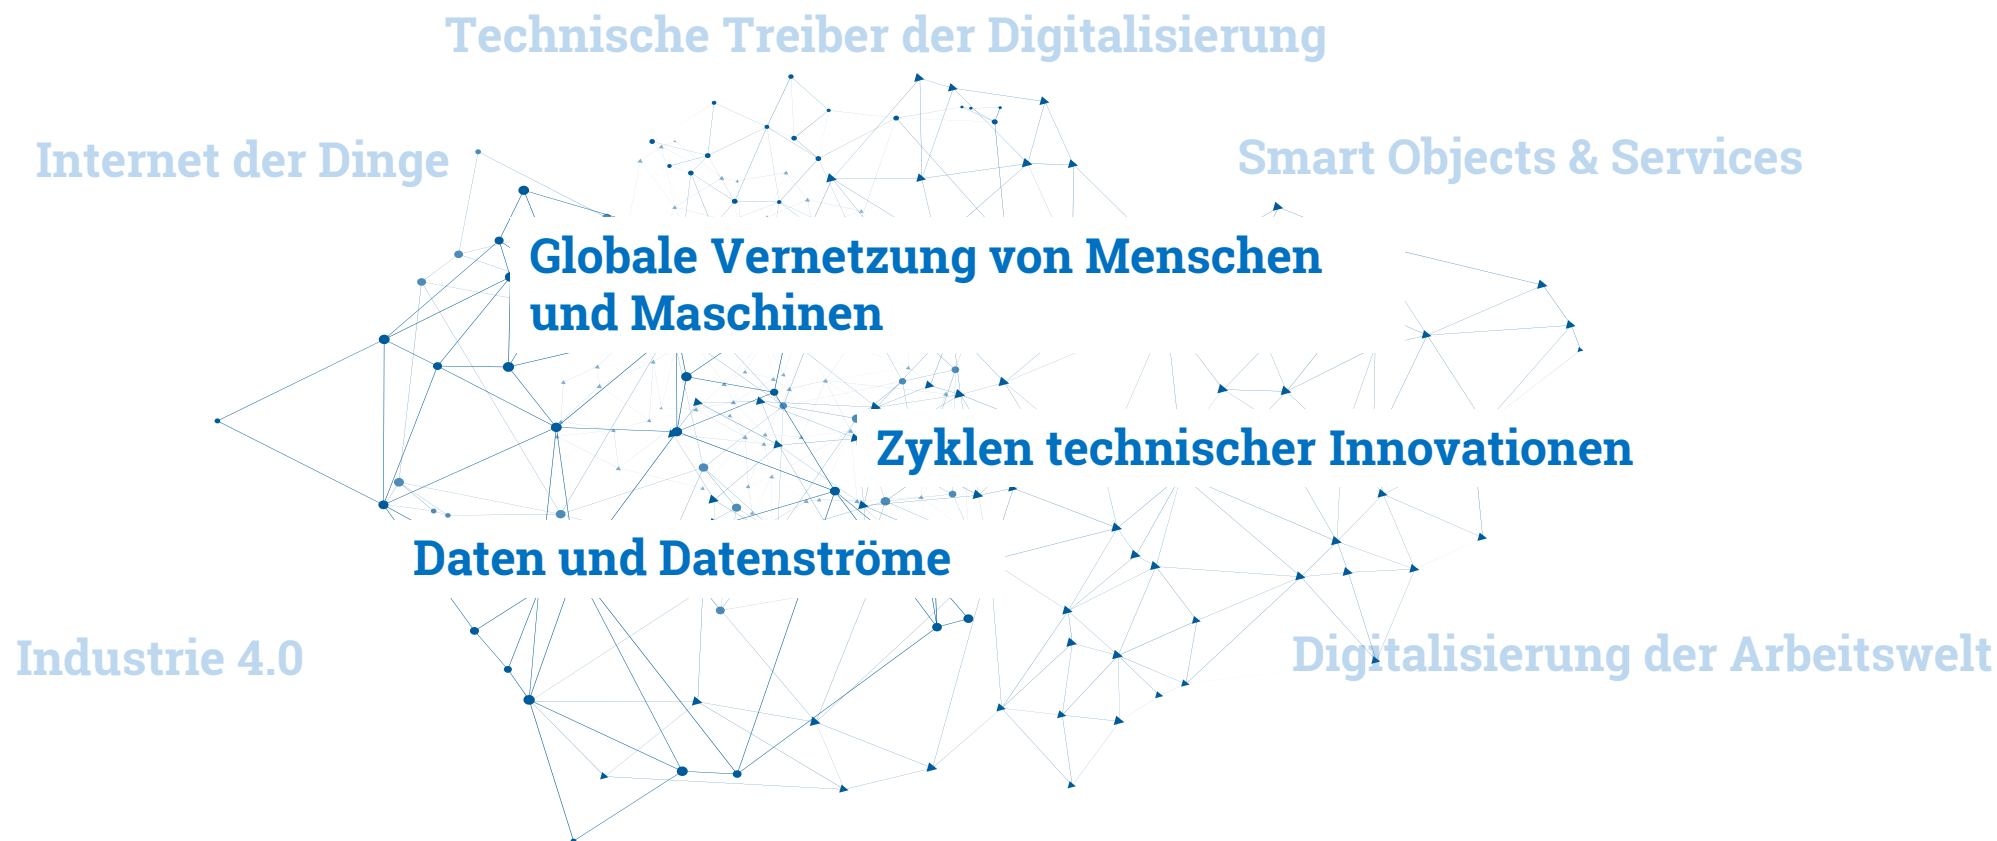 Technische Treiber der Digitalisierung
Internet der Dinge
Smart Objects & Services
Globale Vernetzung von Menschen
und Maschinen
Zyklen technischer Innovationen
Daten und Datenströme
Industrie 4.0
Digitalisierung der Arbeitswelt